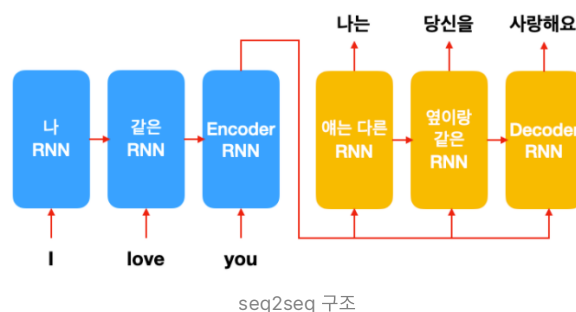 나는 당신을 사랑해요
나
RNN
같은
RNN
Encoder
RNN
얘는 다른
RNN
옆이랑
같은
RNN
Decoder
RNN
I love you
seq2seq 구조